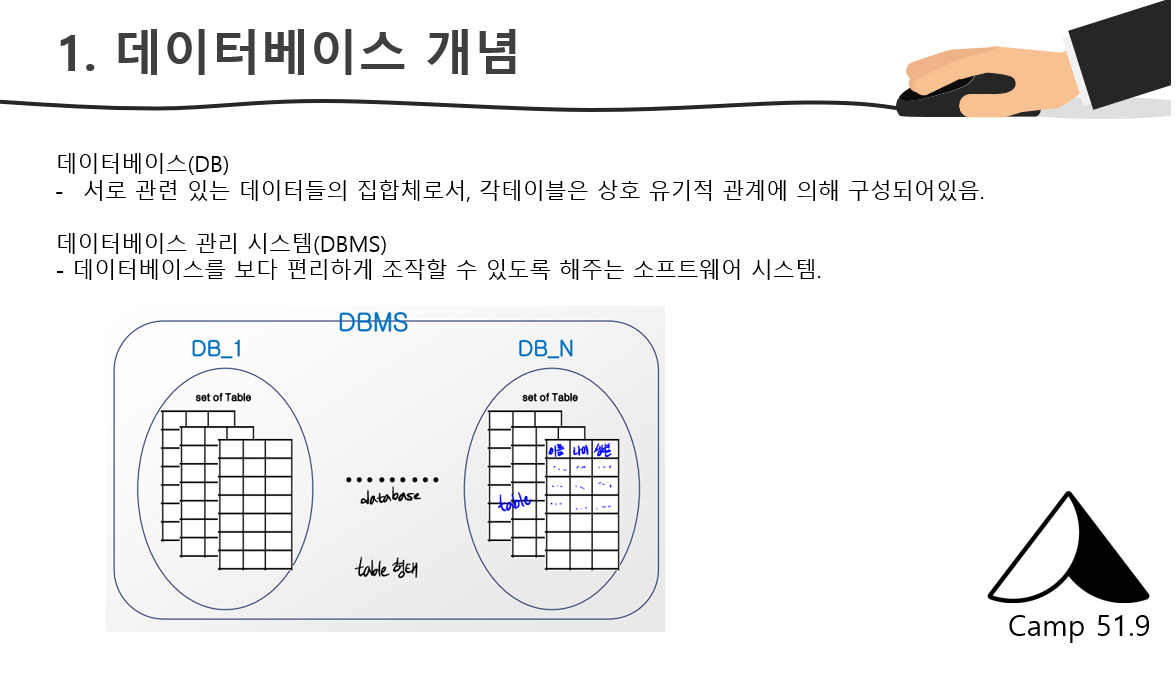 1. 데이터베이스 개념
데이터베이스(DB)
- 서로 관련 있는 데이터들의 집합체로서, 각테이블은 상호 유기적 관계에 의해 구성되어있음.
데이터베이스 관리 시스템(DBMS)
- 데이터베이스를 보다 편리하게 조작할 수 있도록 해주는 소프트웨어 시스템.
DBMS
DB_1
DB_N
set of Table
set of Table
이름 나이 성별
database
table
table 형태
Camp 51.9